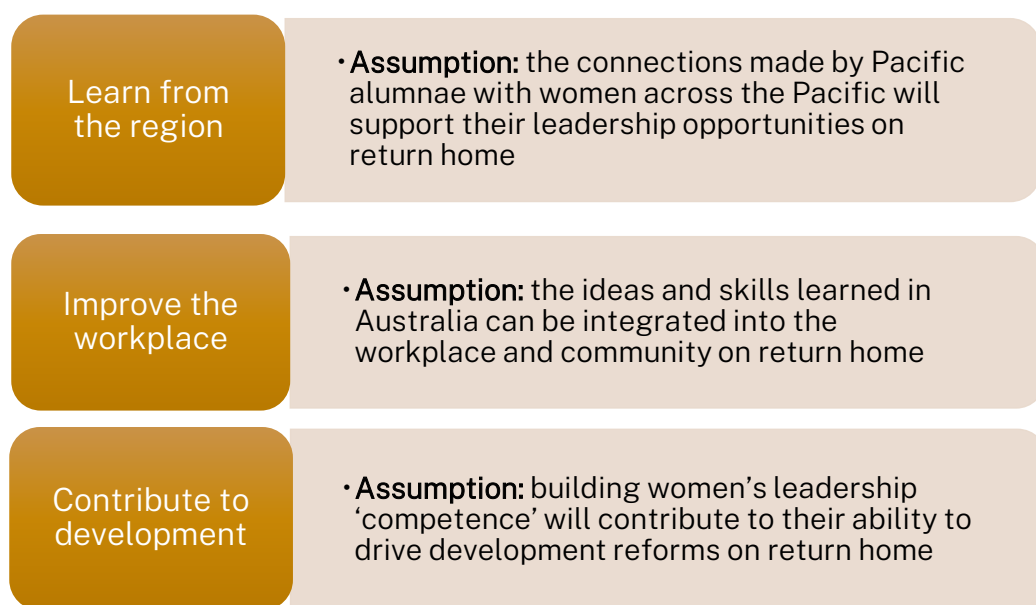 Learn from
the region
·Assumption: the connections made by Pacific
alumnae with women across the Pacific will
support their leadership opportunities on
return home
Improve the
workplace
·Assumption: the ideas and skills learned in
Australia can be integrated into the
workplace and community on return home
Contribute to
development
·Assumption: building women’s leadership
‘competence’ will contribute to their ability to
drive development reforms on return home